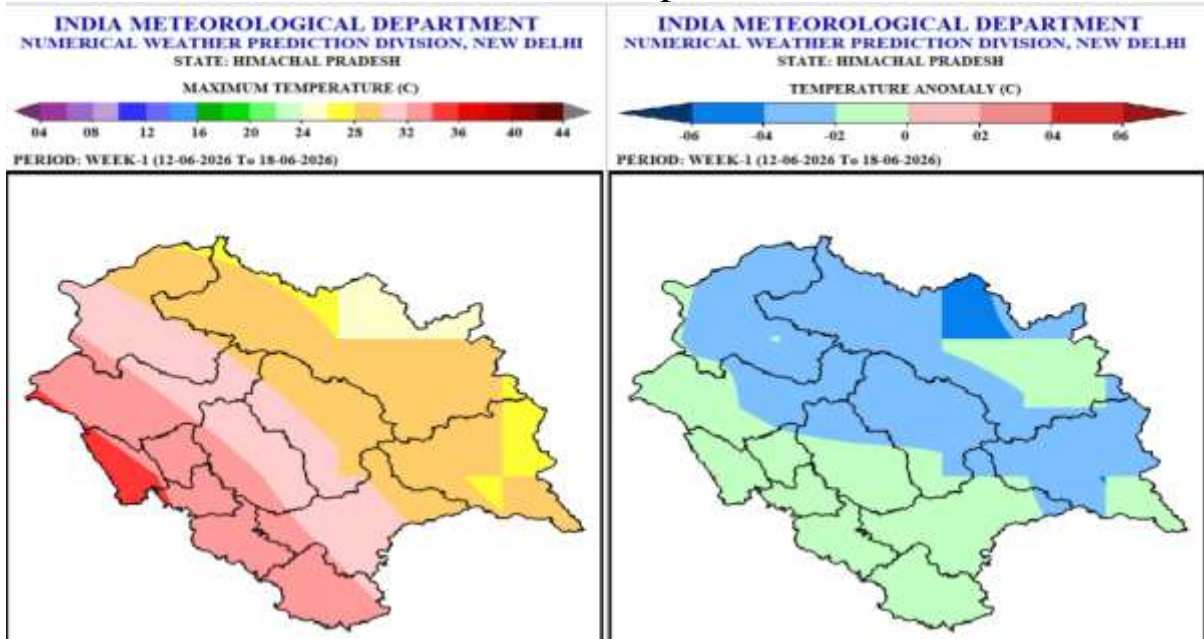 INDIA METEOROLOGICAL DEPARTMENT
NUMERICAL WEATHER PREDICTION DIVISION, NEW DELHI
STATE: HIMACHAL PRADESH
MAXIMUM TEMPERATURE (C)
04 08 12 16 20 24 28 32 36 40 44
PERIOD: WEEK-1 (12-06-2026 To 18-06-2026)
INDIA METEOROLOGICAL DEPARTMENT
NUMERICAL WEATHER PREDICTION DIVISION, NEW DELHI
STATE: HIMACHAL PRADESH
TEMPERATURE ANOMALY (C)
-06 -04 -02 0 02 04 06
PERIOD: WEEK-1 (12-06-2026 To 18-06-2026)